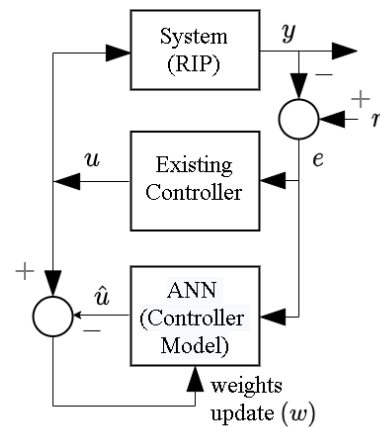 System
(RIP)
y
−
+
r
e
u
Existing
Controller
+
û
−
ANN
(Controller
Model)
weights
update (w)